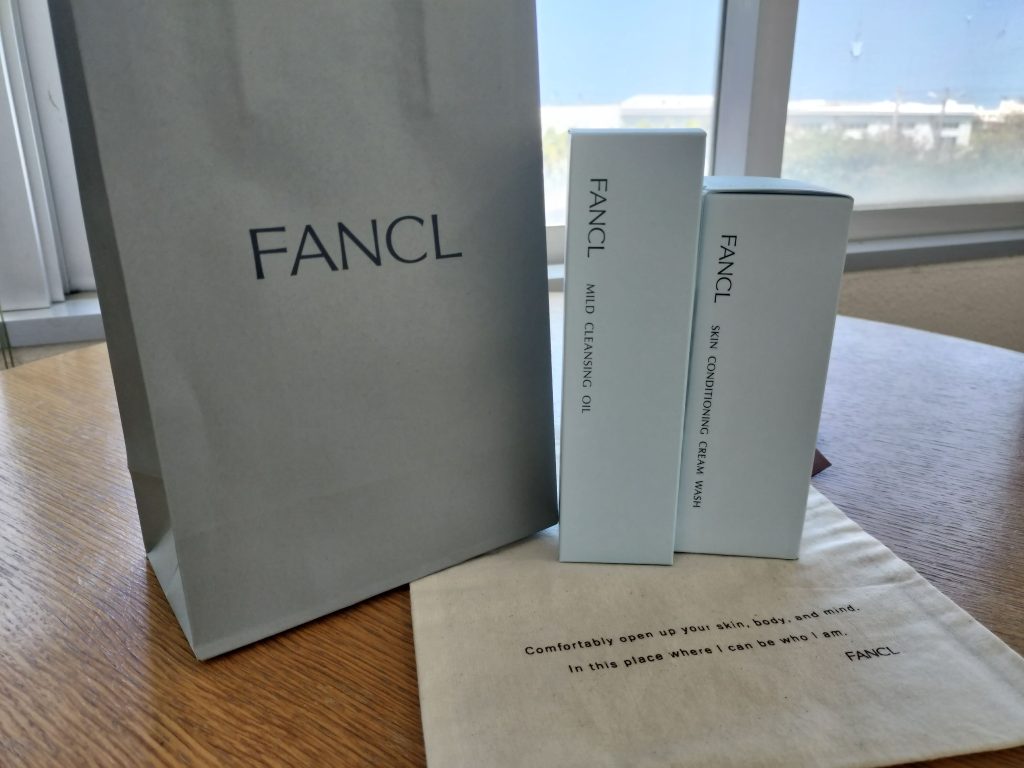 FANCL
FANCL MILD CLEANSING OIL
FANCL SKIN CONDITIONING CREAM WASH
Comfortably open up your skin, body, and mind.
In this place where I can be who I am.
FANCL